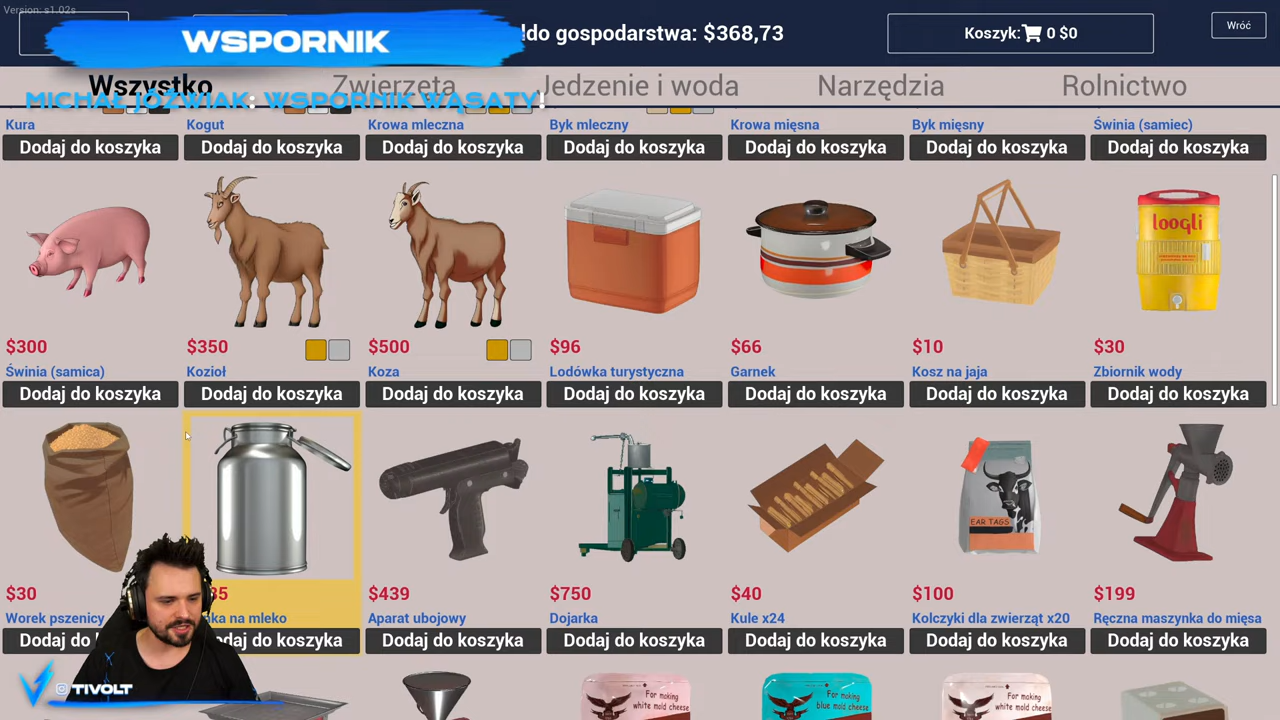 Version: s1.02s
WSPORNIK
ldo gospodarstwa: $368,73
Koszyk: 0 $0
Wróć
Wszystko Zwierzęta Jedzenie i woda Narzędzia Rolnictwo
MICHAŁ JÓŹWIAK: WSPORNIK WĄSATY!
Kura Kogut Krowa mleczna Byk mleczny Krowa mięsna Byk mięsny Świnia (samiec)
Dodaj do koszyka Dodaj do koszyka Dodaj do koszyka Dodaj do koszyka Dodaj do koszyka Dodaj do koszyka Dodaj do koszyka
loogli
$300 $350 $500 $96 $66 $10 $30
Świnia (samica) Kozioł Koza Lodówka turystyczna Garnek Kosz na jaja Zbiornik wody
Dodaj do koszyka Dodaj do koszyka Dodaj do koszyka Dodaj do koszyka Dodaj do koszyka Dodaj do koszyka Dodaj do koszyka
EAR TAGS
$30 35 $439 $750 $40 $100 $199
Worek pszenicy nka na mleko Aparat ubojowy Dojarka Kule x24 Kolczyki dla zwierząt x20 Ręczna maszynka do mięsa
Dodaj do k dodaj do koszyka Dodaj do koszyka Dodaj do koszyka Dodaj do koszyka Dodaj do koszyka Dodaj do koszyka
TIVOLT
For making For making For making
white mold cheese blue mold cheese white mold cheese